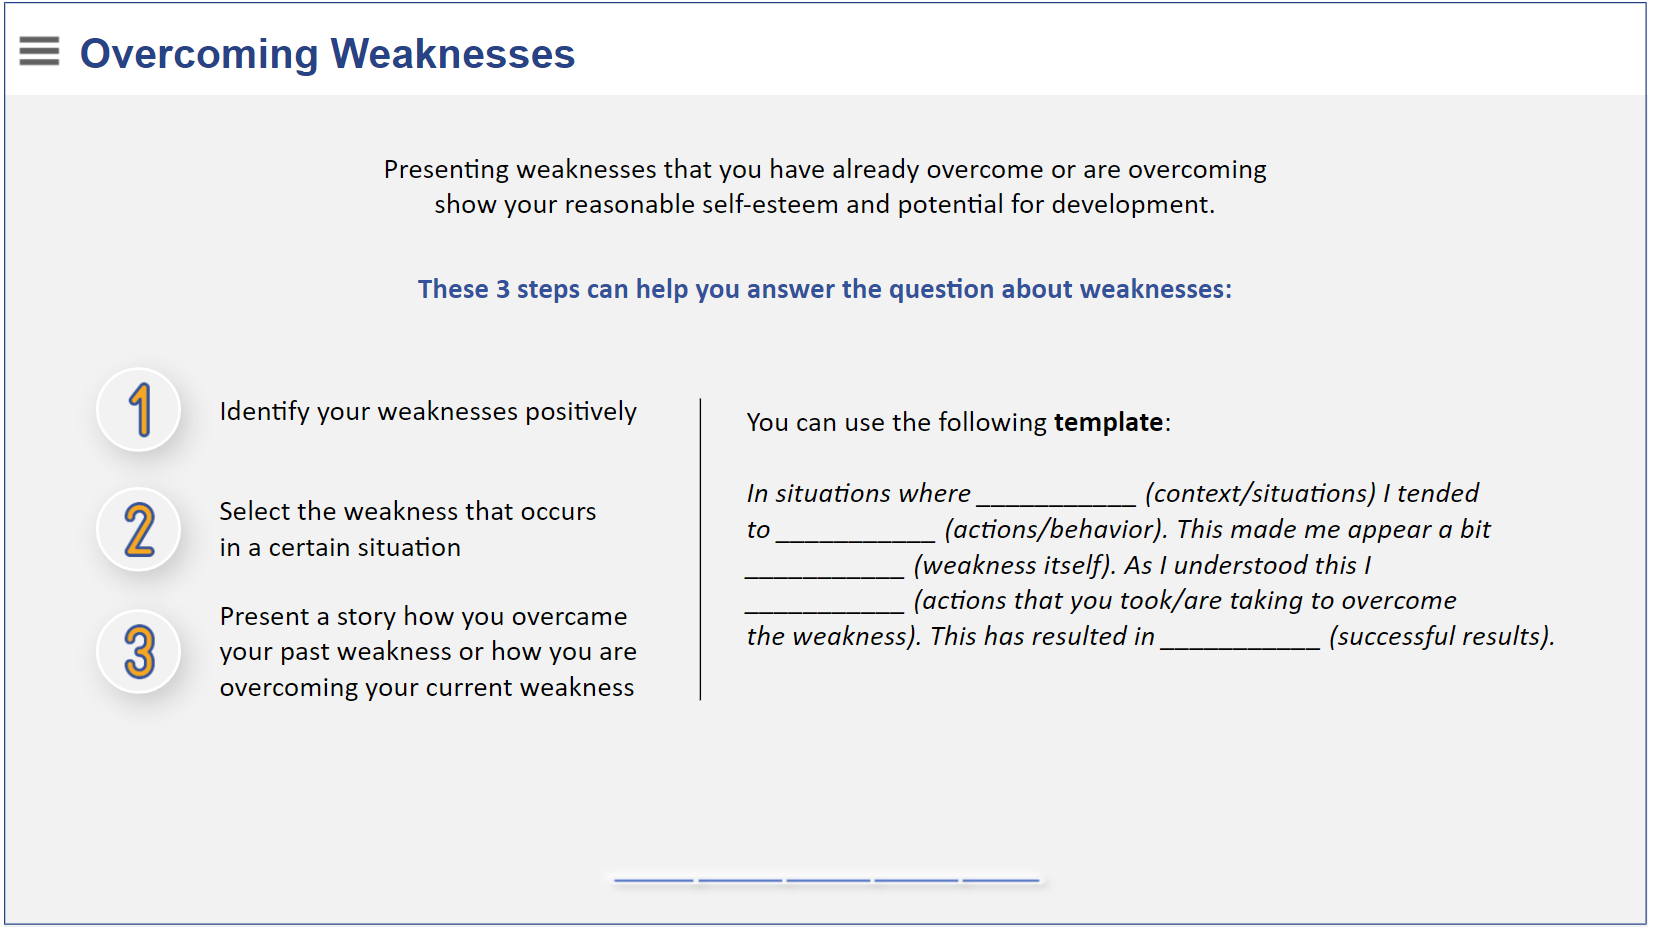 Overcoming Weaknesses
Presenting weaknesses that you have already overcome or are overcoming
show your reasonable self-esteem and potential for development.
These 3 steps can help you answer the question about weaknesses:
1
Identify your weaknesses positively
2
Select the weakness that occurs
in a certain situation
3
Present a story how you overcame
your past weakness or how you are
overcoming your current weakness
You can use the following template:
In situations where ___________ (context/situations) I tended
to ___________ (actions/behavior). This made me appear a bit
___________ (weakness itself). As I understood this I
___________ (actions that you took/are taking to overcome
the weakness). This has resulted in ___________ (successful results).